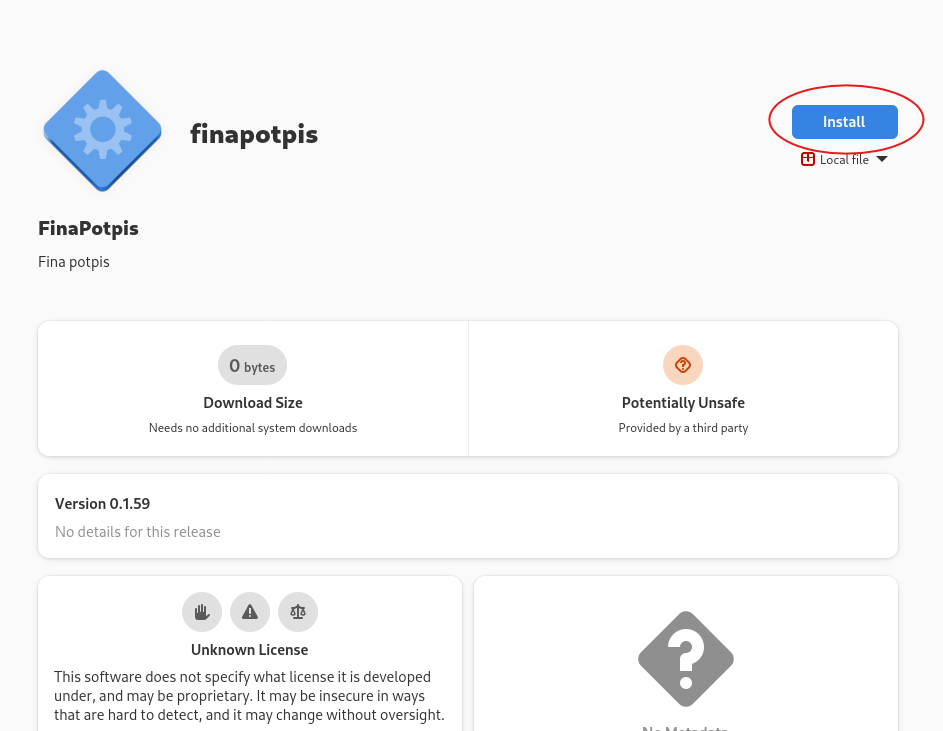 finapotpis
Install
Local file
FinaPotpis
Fina potpis
0 bytes
Download Size
Needs no additional system downloads
Potentially Unsafe
Provided by a third party
Version 0.1.59
No details for this release
Unknown License
This software does not specify what license it is developed
under, and may be proprietary. It may be insecure in ways
that are hard to detect, and it may change without oversight.
No Metadata